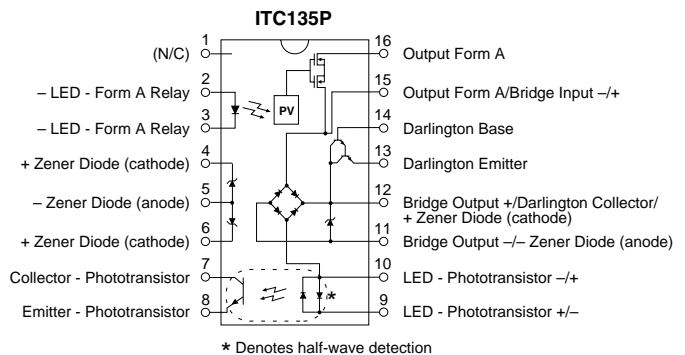 ITC135P
1
(N/C)
16
Output Form A
2
– LED - Form A Relay
15
Output Form A/Bridge Input –/+
PV
3
– LED - Form A Relay
14
Darlington Base
4
+ Zener Diode (cathode)
13
Darlington Emitter
5
– Zener Diode (anode)
12
Bridge Output +/Darlington Collector/
+ Zener Diode (cathode)
6
+ Zener Diode (cathode)
11
Bridge Output –/– Zener Diode (anode)
7
Collector - Phototransistor
10
LED - Phototransistor –/+
*
8
Emitter - Phototransistor
9
LED - Phototransistor +/–
* Denotes half-wave detection